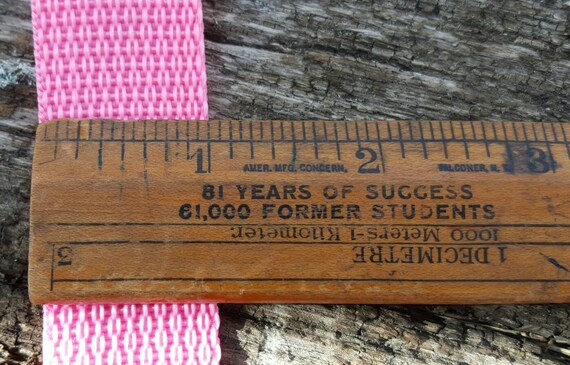 1 2 3
AMER. MFG. CONCERN,
81 YEARS OF SUCCESS
61,000 FORMER STUDENTS
1000 Meters-1 Kilometer.
1 DECIMETRE
3